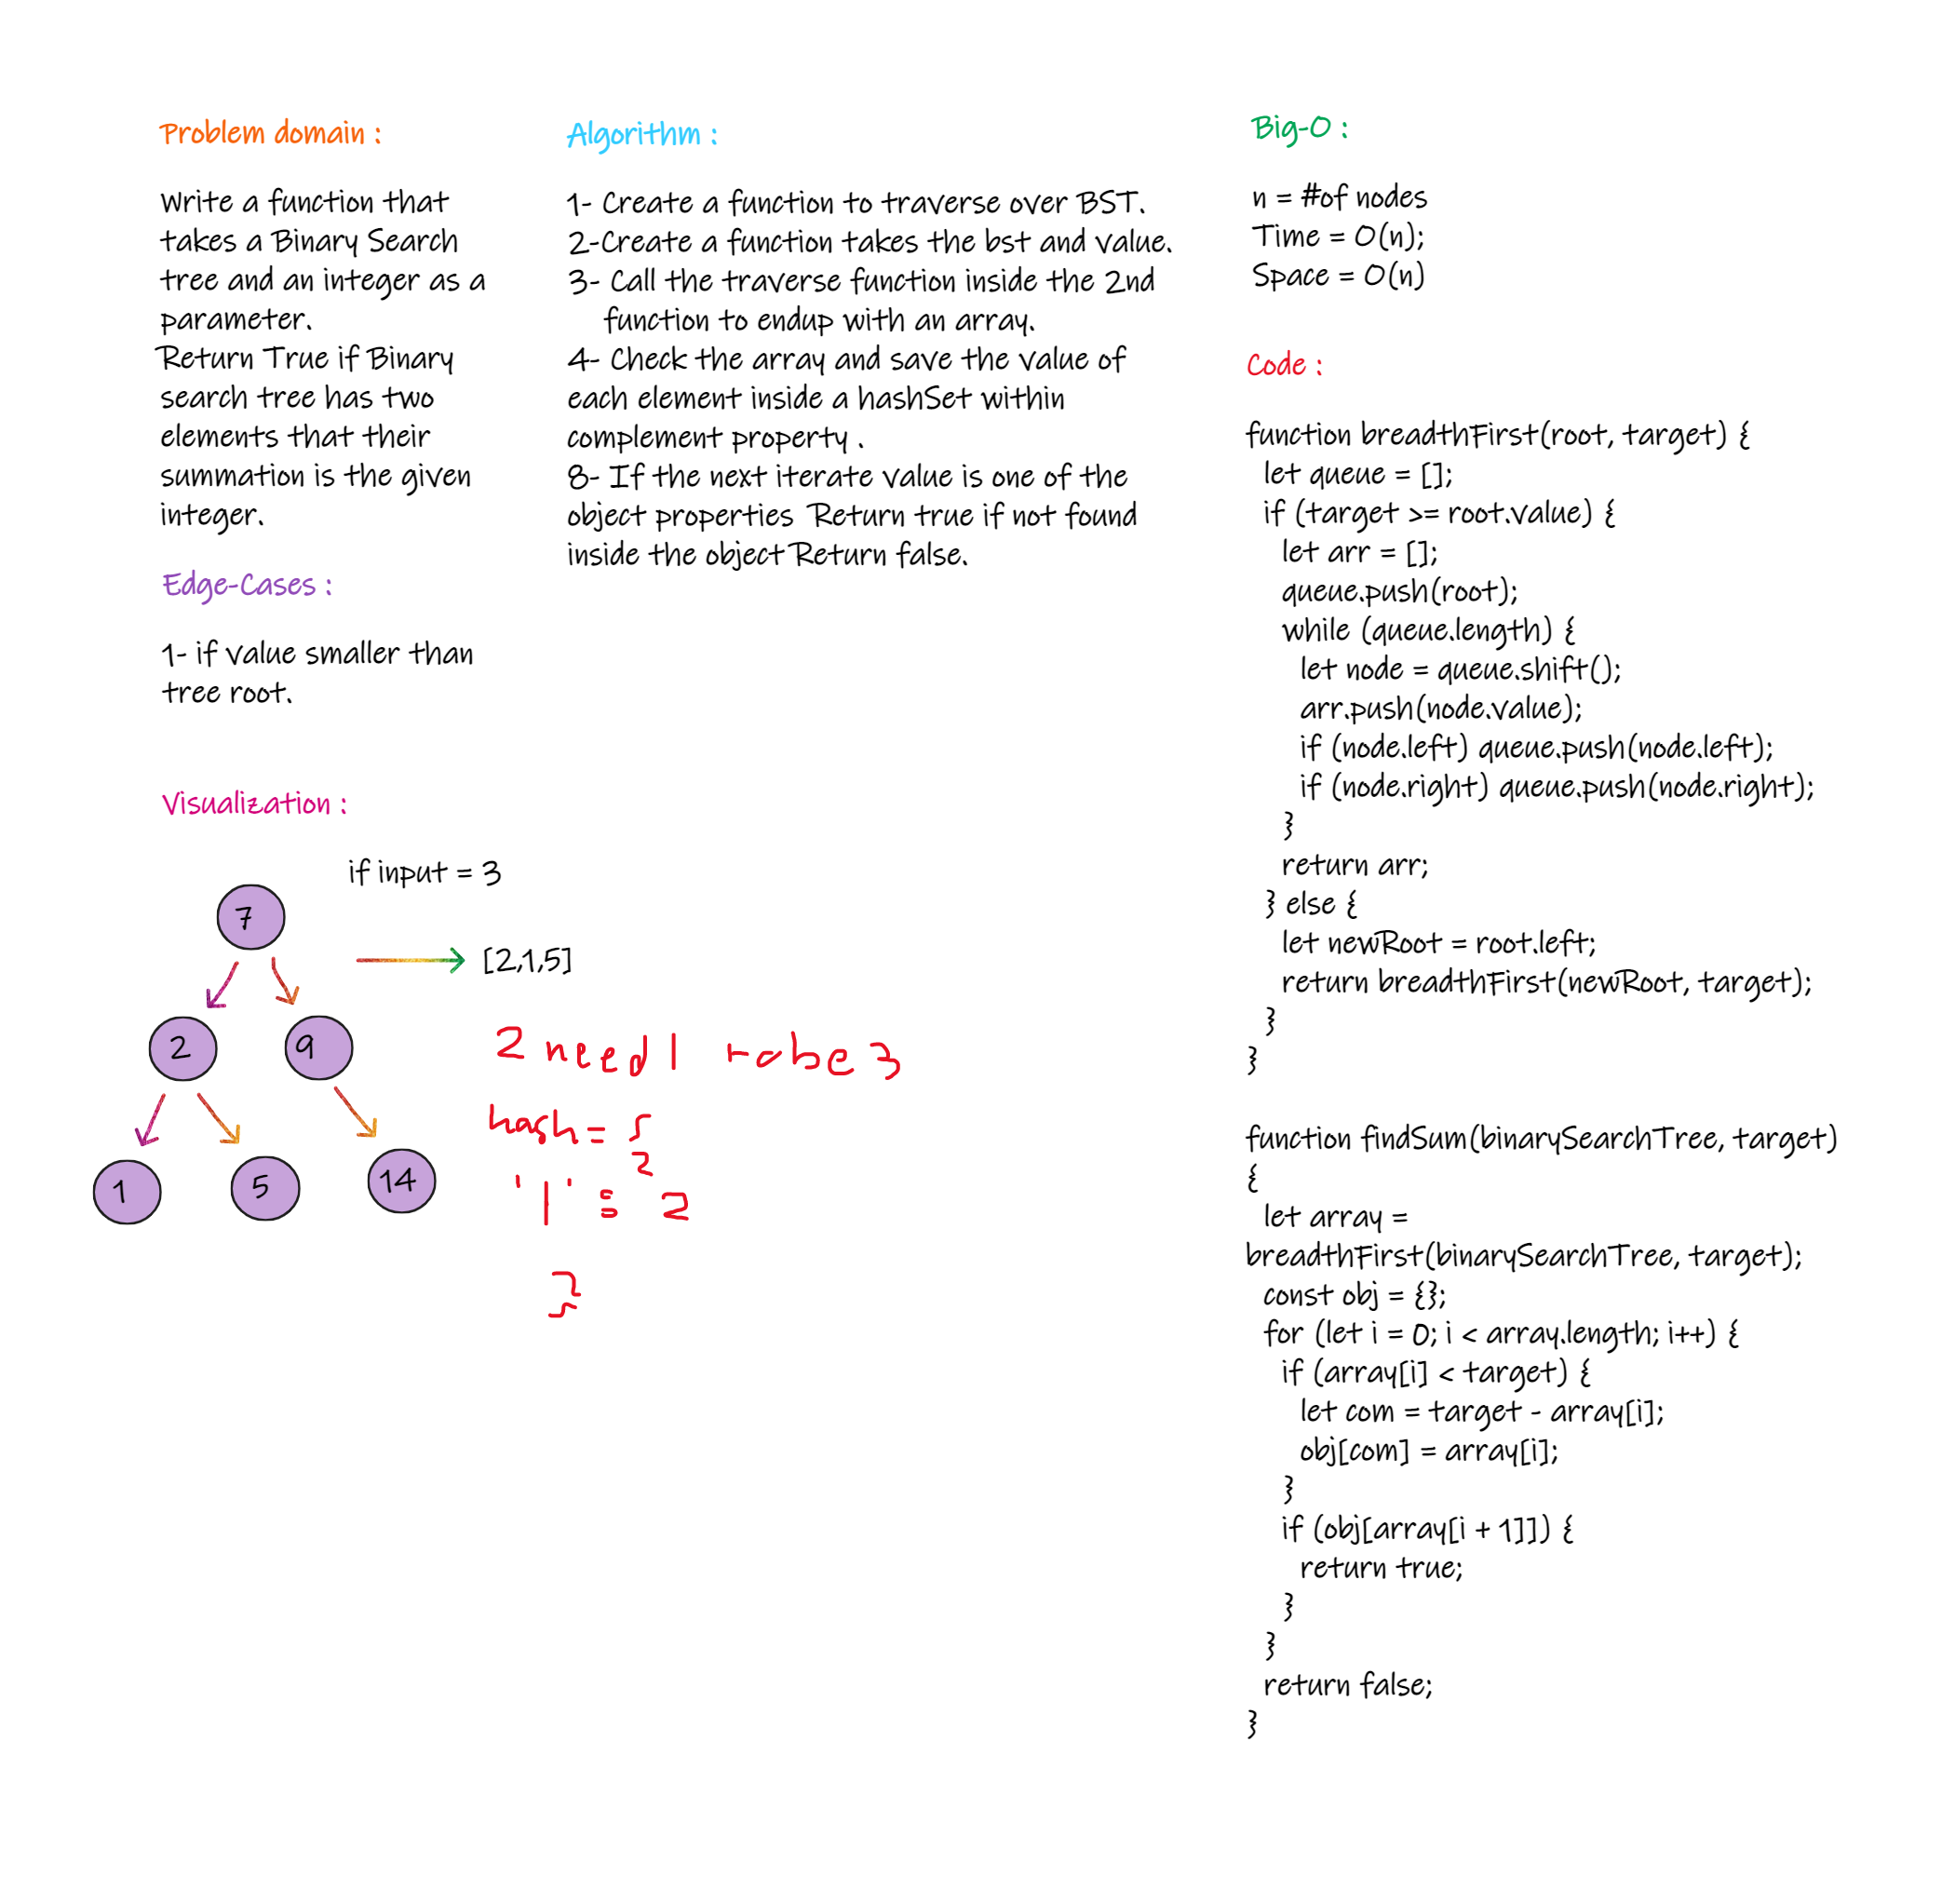 Problem domain :
Write a function that
takes a Binary Search
tree and an integer as a
parameter.
Return True if Binary
search tree has two
elements that their
summation is the given
integer.
Edge-Cases :
1- if value smaller than
tree root.
Visualization :
if input = 3
7
[2,1,5]
2
9
1
5
14
2 need 1 to be 3
hash = {
'1' : 2
}
Algorithm :
1- Create a function to traverse over BST.
2-Create a function takes the bst and value.
3- Call the traverse function inside the 2nd
function to endup with an array.
4- Check the array and save the value of
each element inside a hashSet within
complement property .
8- If the next iterate value is one of the
object properties Return true if not found
inside the object Return false.
Big-O :
n = #of nodes
Time = O(n);
Space = O(n)
Code :
function breadthFirst(root, target) {
let queue = [];
if (target >= root.value) {
let arr = [];
queue.push(root);
while (queue.length) {
let node = queue.shift();
arr.push(node.value);
if (node.left) queue.push(node.left);
if (node.right) queue.push(node.right);
}
return arr;
} else {
let newRoot = root.left;
return breadthFirst(newRoot, target);
}
}
function findSum(binarySearchTree, target)
{
let array =
breadthFirst(binarySearchTree, target);
const obj = {};
for (let i = 0; i < array.length; i++) {
if (array[i] < target) {
let com = target - array[i];
obj[com] = array[i];
}
if (obj[array[i + 1]]) {
return true;
}
}
return false;
}